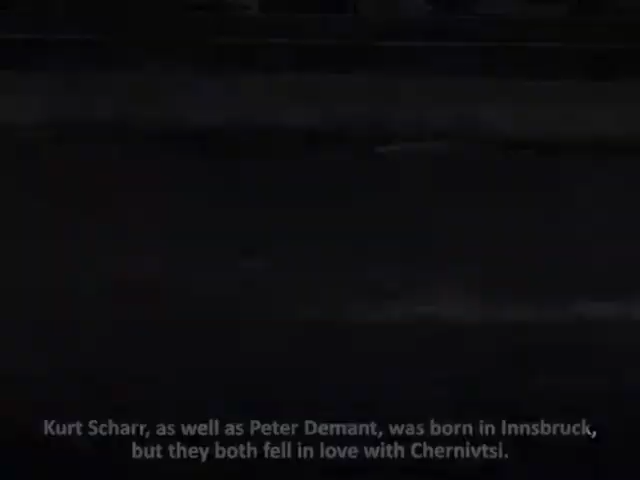 Kurt Scharr, as well as Peter Demant, was born in Innsbruck,
but they both fell in love with Chernivtsi.